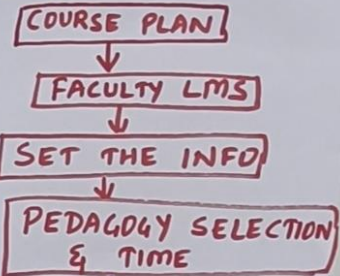 COURSE PLAN
FACULTY LMS
SET THE INFO
PEDAGOGY SELECTION
& TIME